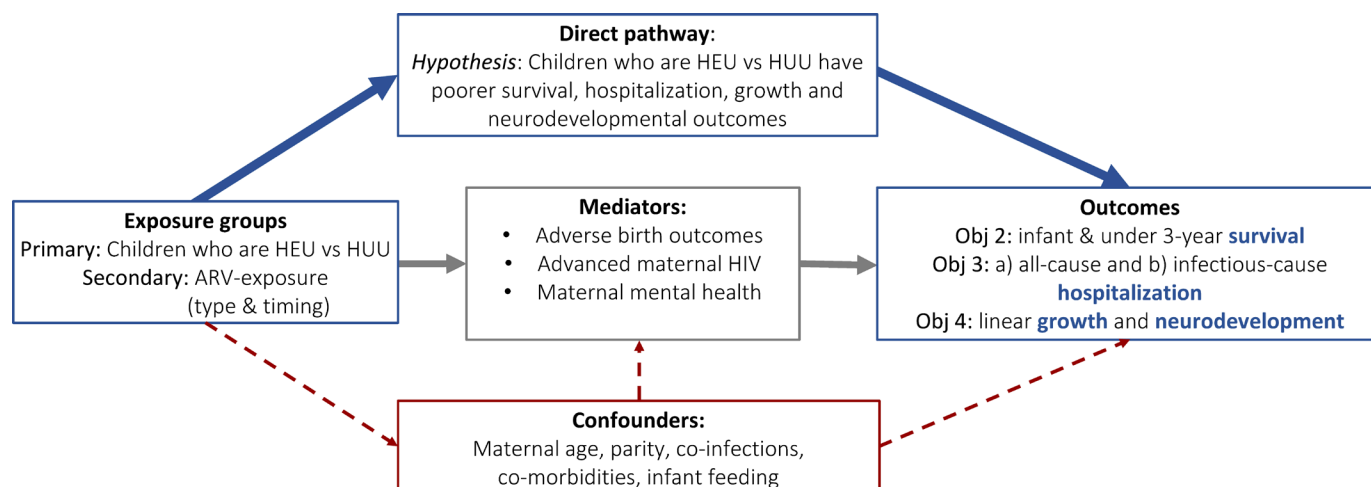 Direct pathway:
Hypothesis: Children who are HEU vs HUU have
poorer survival, hospitalization, growth and
neurodevelopmental outcomes
Exposure groups
Primary: Children who are HEU vs HUU
Secondary: ARV-exposure
(type & timing)
Mediators:
• Adverse birth outcomes
• Advanced maternal HIV
• Maternal mental health
Outcomes
Obj 2: infant & under 3-year survival
Obj 3: a) all-cause and b) infectious-cause
hospitalization
Obj 4: linear growth and neurodevelopment
Confounders:
Maternal age, parity, co-infections,
co-morbidities, infant feeding